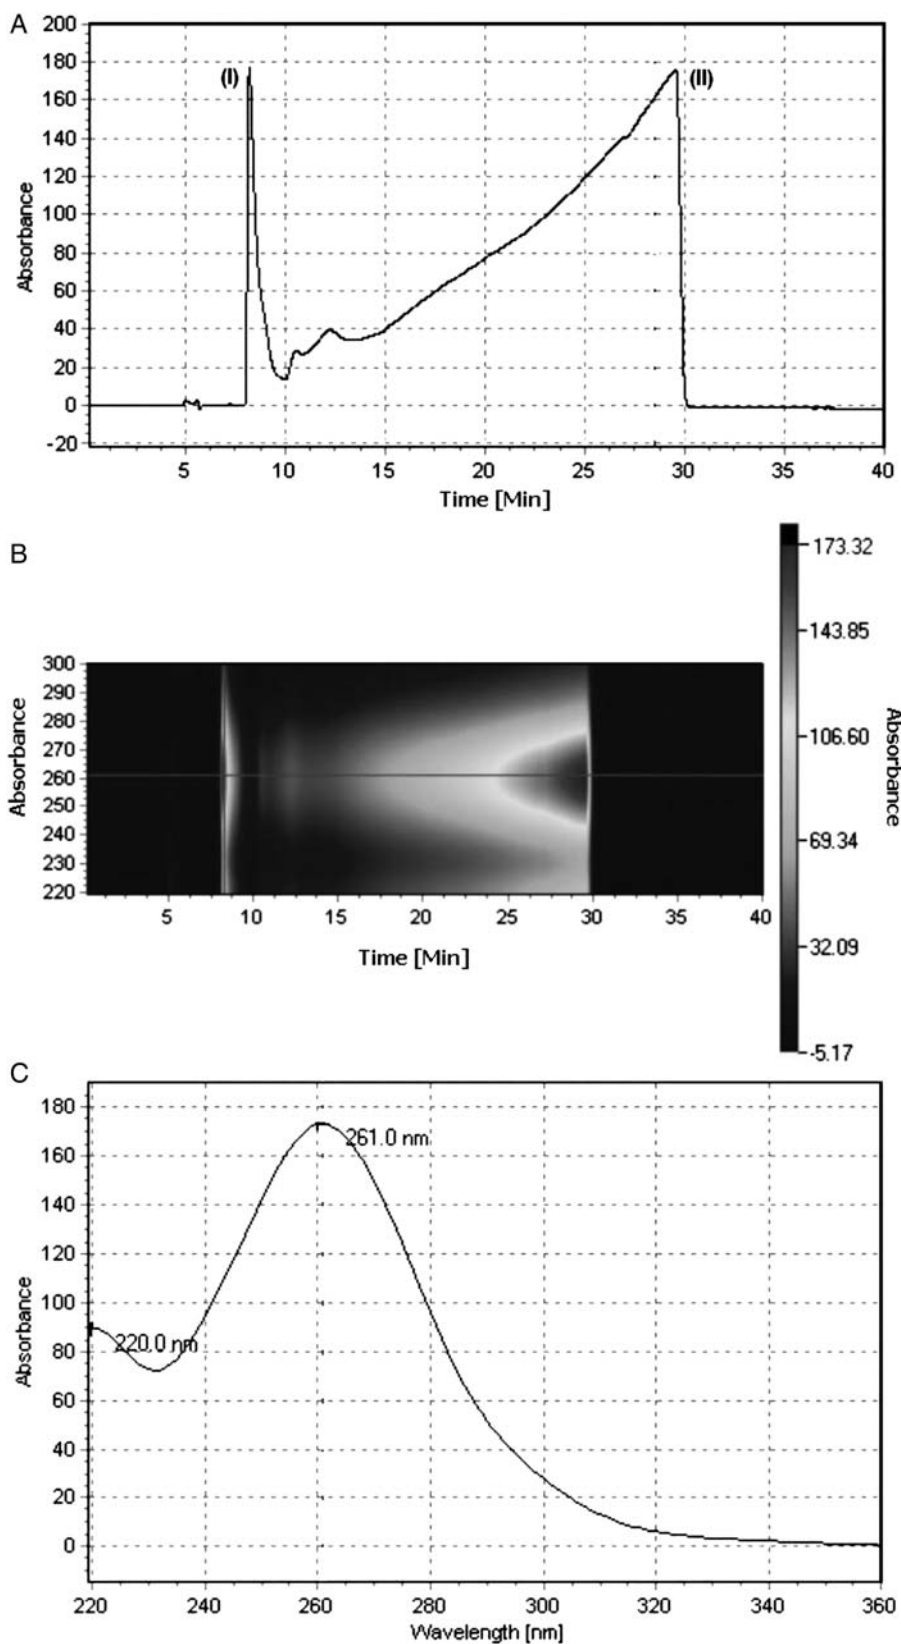 A
200
180
160
140
120
100
80
60
40
20
0
-20
Absorbance
(I)
(II)
5 10 15 20 25 30 35 40
Time [Min]
B
300
290
280
270
260
250
240
230
220
Absorbance
5 10 15 20 25 30 35 40
Time [Min]
173.32
143.85
106.60
69.34
32.09
-5.17
Absorbance
C
180
160
140
120
100
80
60
40
20
0
Absorbance
261.0 nm
220.0 nm
220 240 260 280 300 320 340 360
Wavelength [nm]